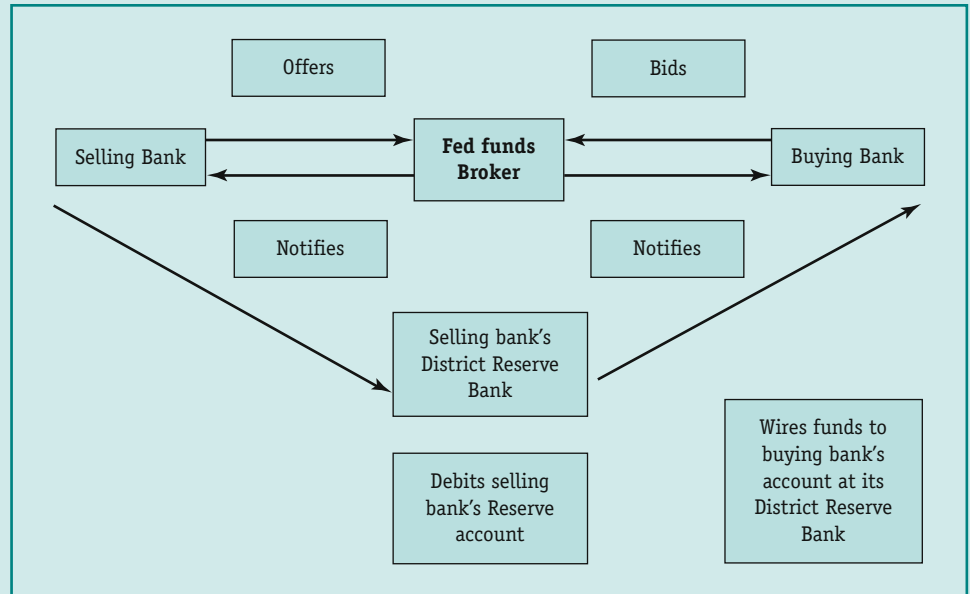 Offers
Bids
Selling Bank
Fed funds
Broker
Buying Bank
Notifies
Notifies
Selling bank's
District Reserve
Bank
Debits selling
bank's Reserve
account
Wires funds to
buying bank's
account at its
District Reserve
Bank